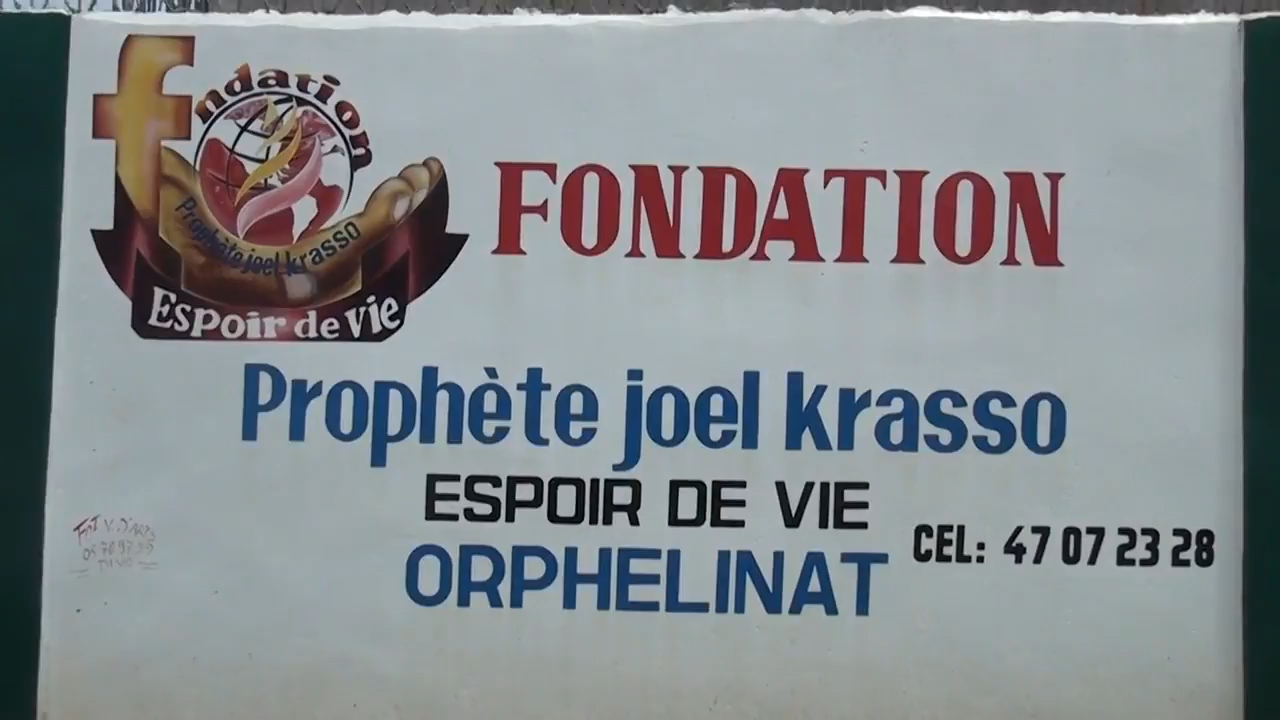 fondation
Prophète joel krasso
Espoir de Vie
FONDATION
Prophète joel krasso
ESPOIR DE VIE
ORPHELINAT
CEL: 47 07 23 28